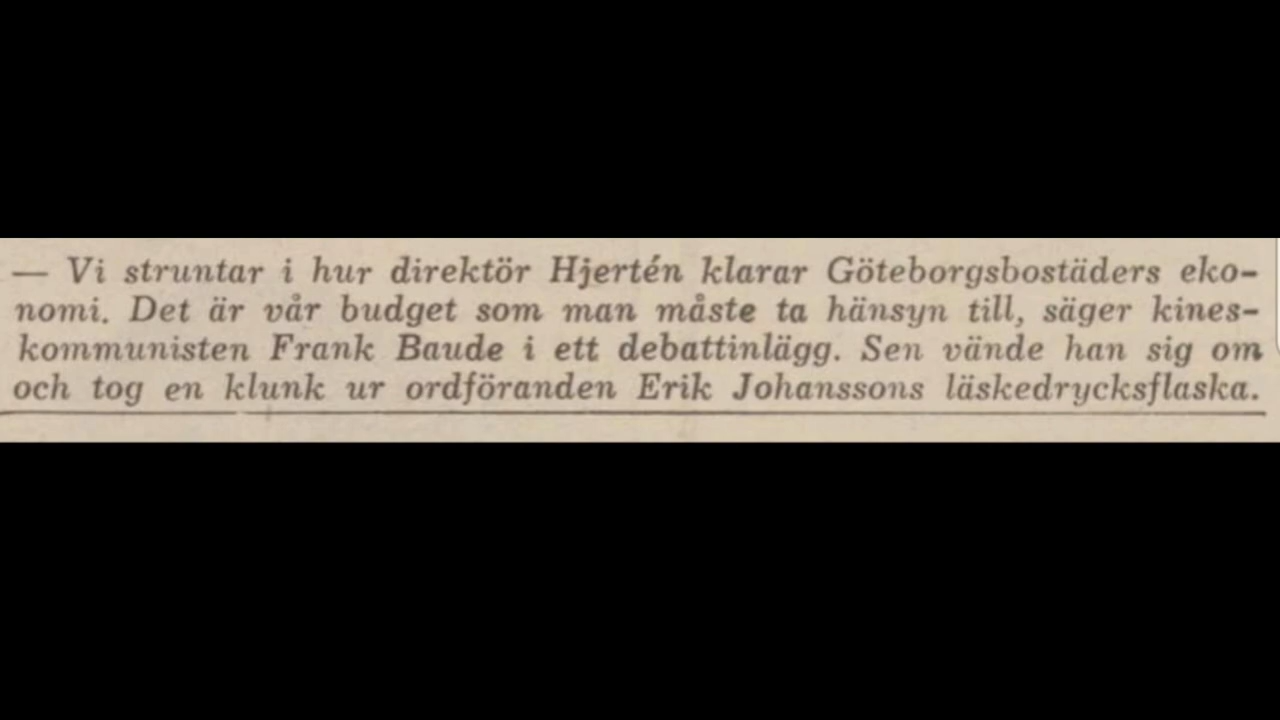 — Vi struntar i hur direktör Hjertén klarar Göteborgsbostäders eko-
nomi. Det är vår budget som man måste ta hänsyn till, säger kines-
kommunisten Frank Baude i ett debattinlägg. Sen vände han sig om
och tog en klunk ur ordföranden Erik Johanssons läskedrycksflaska.